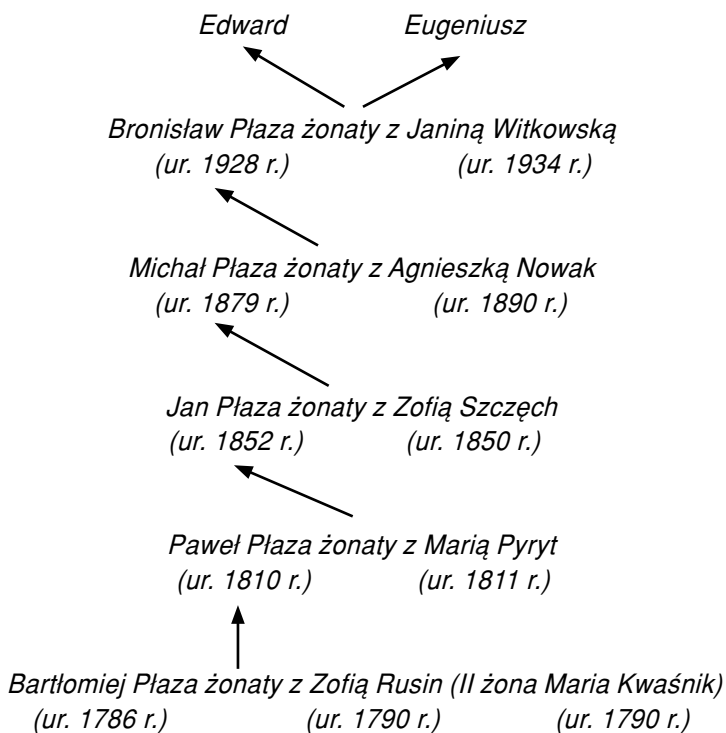 Edward Eugeniusz
Bronisław Płaza żonaty z Janiną Witkowską
(ur. 1928 r.) (ur. 1934 r.)
Michał Płaza żonaty z Agnieszką Nowak
(ur. 1879 r.) (ur. 1890 r.)
Jan Płaza żonaty z Zofią Szczęch
(ur. 1852 r.) (ur. 1850 r.)
Paweł Płaza żonaty z Marią Pyryt
(ur. 1810 r.) (ur. 1811 r.)
Bartłomiej Płaza żonaty z Zofią Rusin (II żona Maria Kwaśnik)
(ur. 1786 r.) (ur. 1790 r.) (ur. 1790 r.)